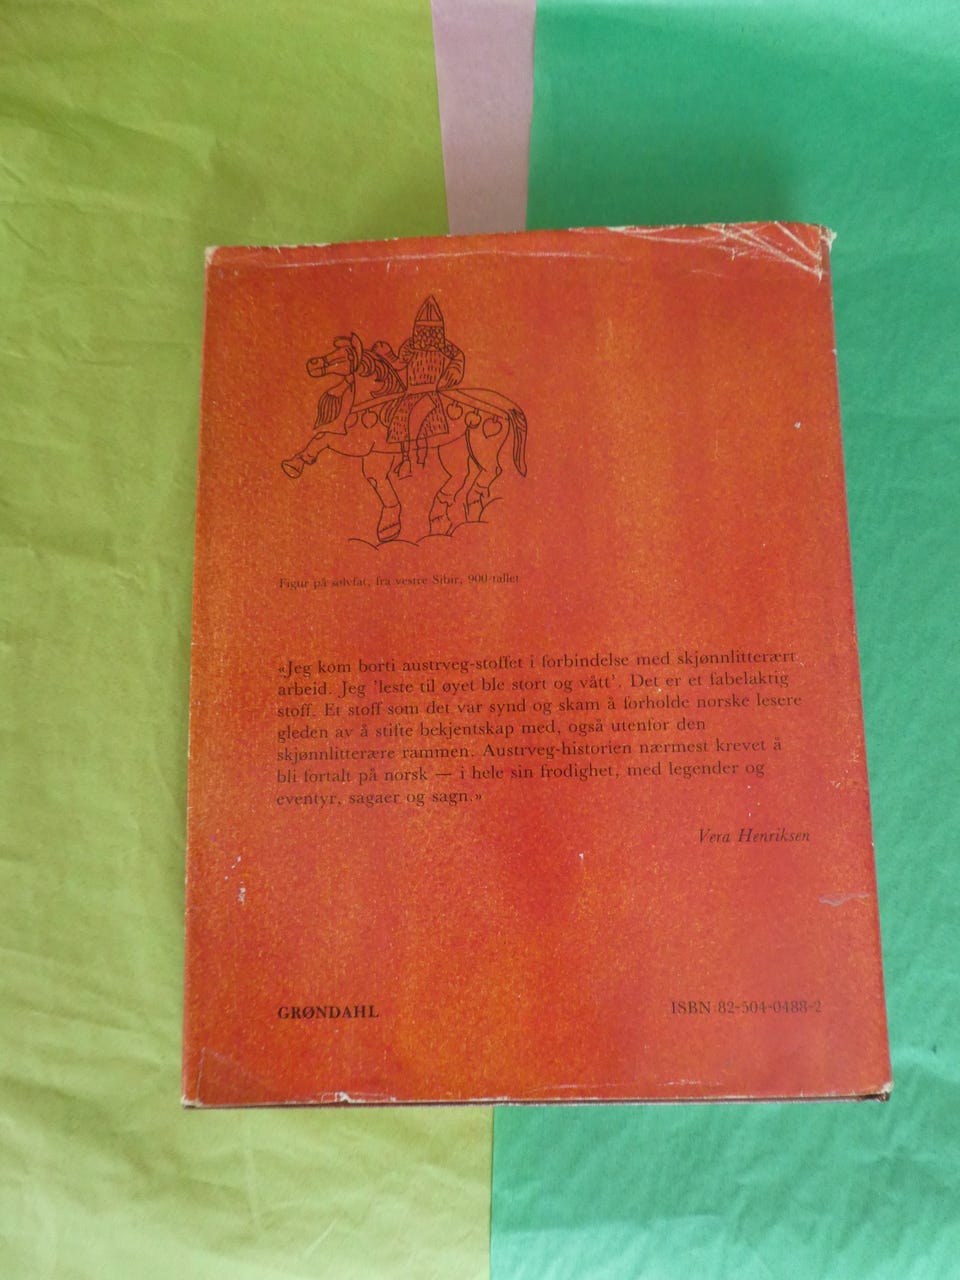 Figur på sølvfat, fra vestre Sibir, 900-tallet
«Jeg kom borti austrveg-stoffet i forbindelse med skjønnlitterært
arbeid. Jeg 'leste til øyet ble stort og vått'. Det er et fabelaktig
stoff. Et stoff som det var synd og skam å forholde norske lesere
gleden av å stifte bekjentskap med, også utenfor den
skjønnlitterære rammen. Austrveg-historien nærmest krevet å
bli fortalt på norsk — i hele sin frodighet, med legender og
eventyr, sagaer og sagn.»
Vera Henriksen
GRØNDAHL
ISBN 82-504-0488-2